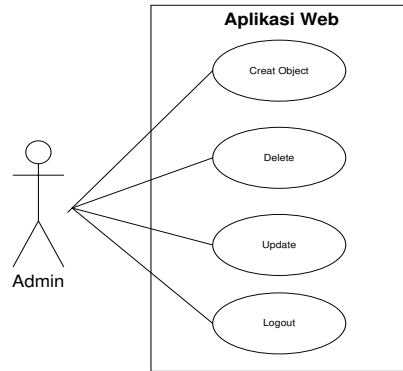 Aplikasi Web
Creat Object
Delete
Update
Logout
Admin